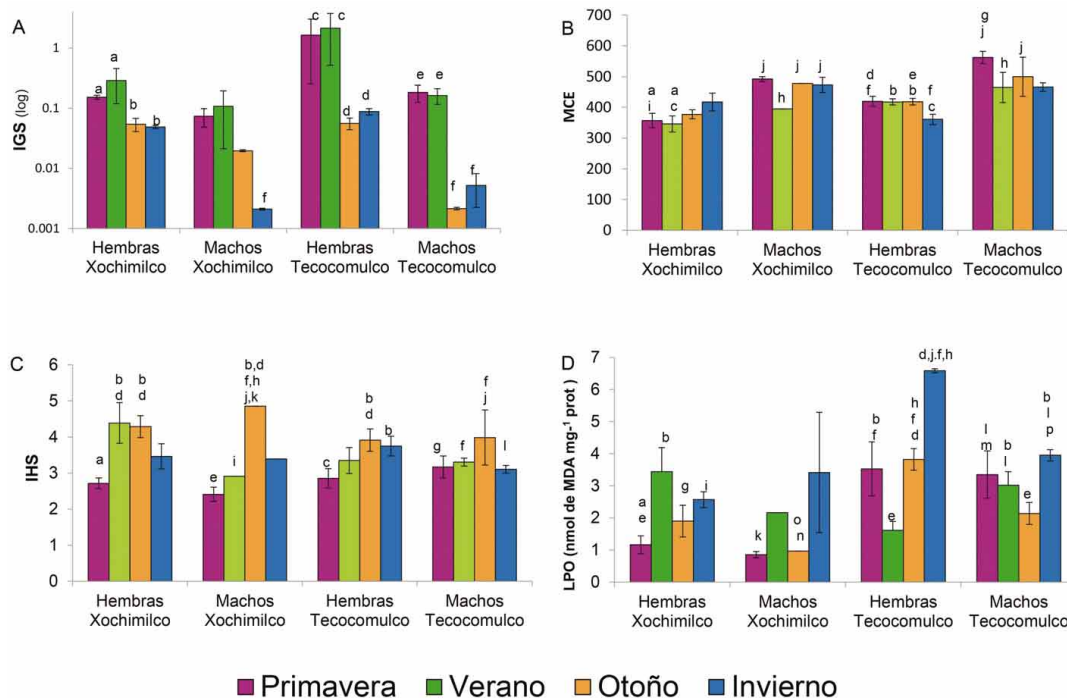 A
IGS (log)
1
0.1
0.01
0.001
a
a
b
b
f
c
c
d
d
e
e
f
f
Hembras
Xochimilco
Machos
Xochimilco
Hembras
Tecocomulco
Machos
Tecocomulco
B
MCE
700
600
500
400
300
200
100
0
a
i
a
c
j
h
j
j
d
f
b
e
b
f
c
g
j
h
j
Hembras
Xochimilco
Machos
Xochimilco
Hembras
Tecocomulco
Machos
Tecocomulco
C
IHS
6
5
4
3
2
1
0
a
b
d
b
d
e
i
b,d
f,h
j,k
c
b
d
b
g
f
f
j
l
Hembras
Xochimilco
Machos
Xochimilco
Hembras
Tecocomulco
Machos
Tecocomulco
D
LPO (nmol de MDA mg-1 prot )
7
6
5
4
3
2
1
0
a
e
b
g
i
k
o
n
b
f
e
h
f
d
d,j.f,h
l
m
b
l
e
b
l
p
Hembras
Xochimilco
Machos
Xochimilco
Hembras
Tecocomulco
Machos
Tecocomulco
Primavera Verano Otoño Invierno